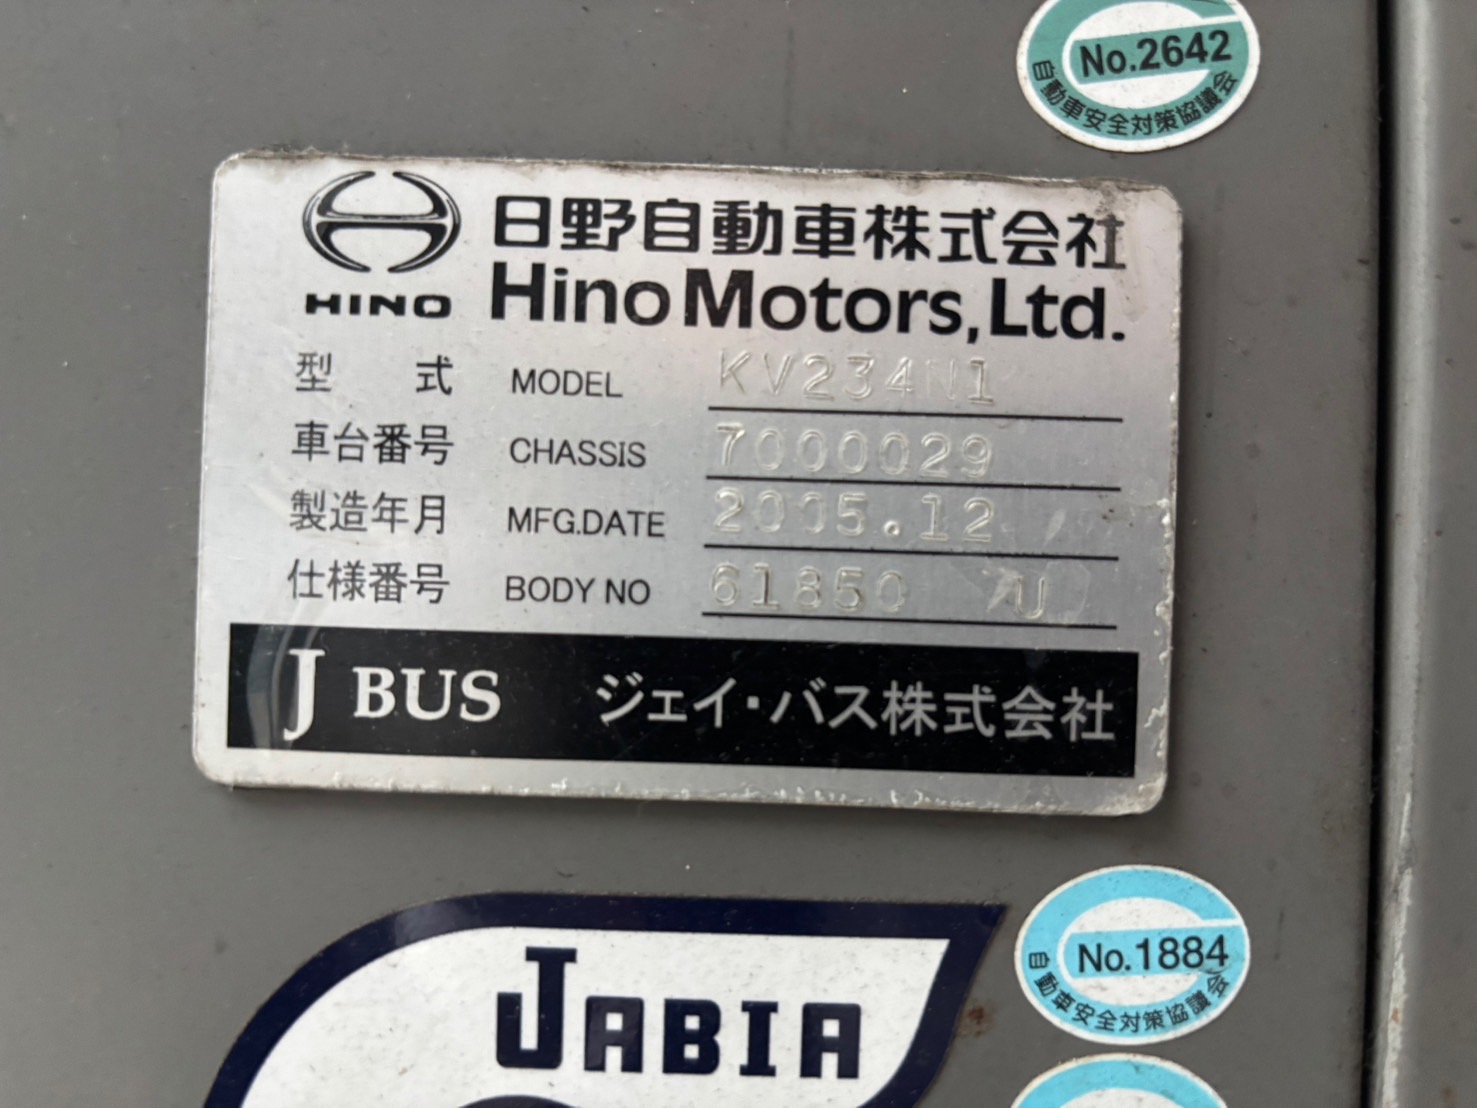 No.2642
自動車安全対策協議会
日野自動車株式会社
HINO Hino Motors, Ltd.
型式 MODEL KV234N1
車台番号 CHASSIS 7000029
製造年月 MFG.DATE 2005.12
仕様番号 BODY NO 61850 U
J BUS ジェイ・バス株式会社
No.1884
自動車安全対策協議会
JABIA